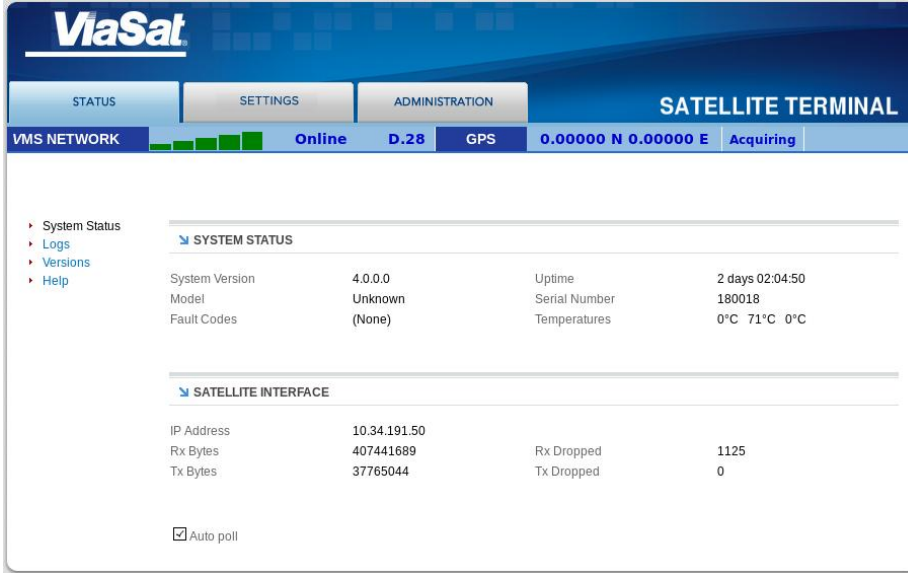 ViaSat
STATUS SETTINGS ADMINISTRATION SATELLITE TERMINAL
VMS NETWORK Online D.28 GPS 0.00000 N 0.00000 E Acquiring
System Status
Logs
Versions
Help
SYSTEM STATUS
System Version 4.0.0.0 Uptime 2 days 02:04:50
Model Unknown Serial Number 180018
Fault Codes (None) Temperatures 0°C 71°C 0°C
SATELLITE INTERFACE
IP Address 10.34.191.50
Rx Bytes 407441689 Rx Dropped 1125
Tx Bytes 37765044 Tx Dropped 0
Auto poll